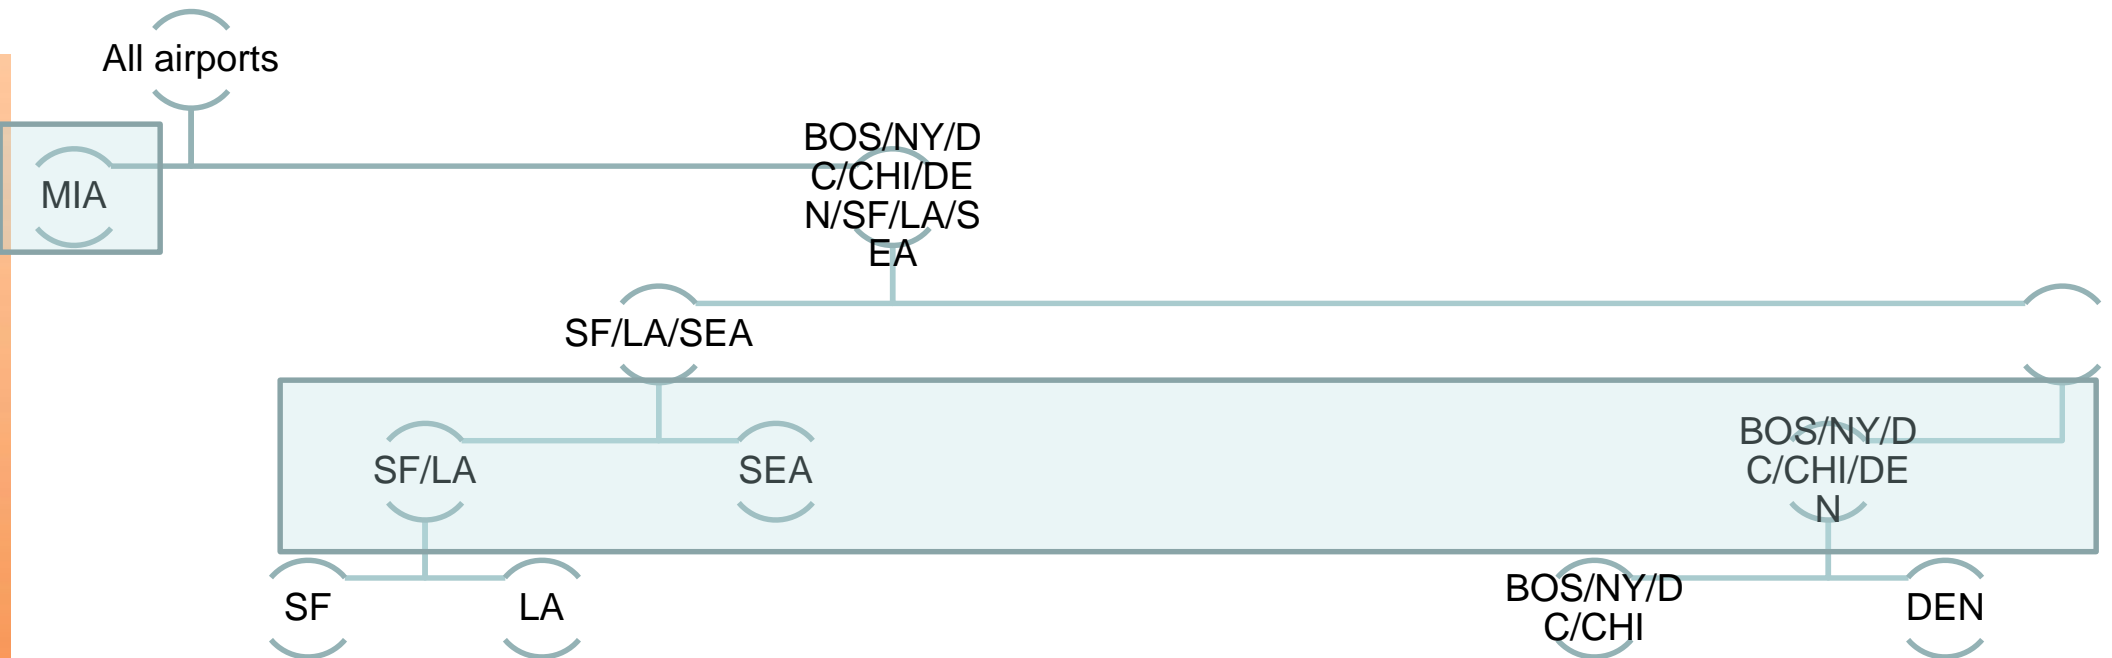 All airports
MIA
BOS/NY/D
C/CHI/DE
N/SF/LA/S
EA
SF/LA/SEA
SF/LA
SEA
BOS/NY/D
C/CHI/DE
N
SF
LA
BOS/NY/D
C/CHI
DEN